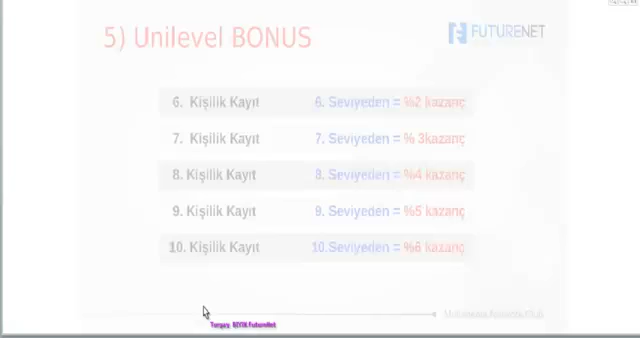 5) Unilevel BONUS
FUTURENET
6. Kişilik Kayıt 6. Seviyeden = %2 kazanç
7. Kişilik Kayıt 7. Seviyeden = % 3kazanç
8. Kişilik Kayıt 8. Seviyeden = %4 kazanç
9. Kişilik Kayıt 9. Seviyeden = %5 kazanç
10. Kişilik Kayıt 10.Seviyeden = %6 kazanç
BIYIK FutureNet